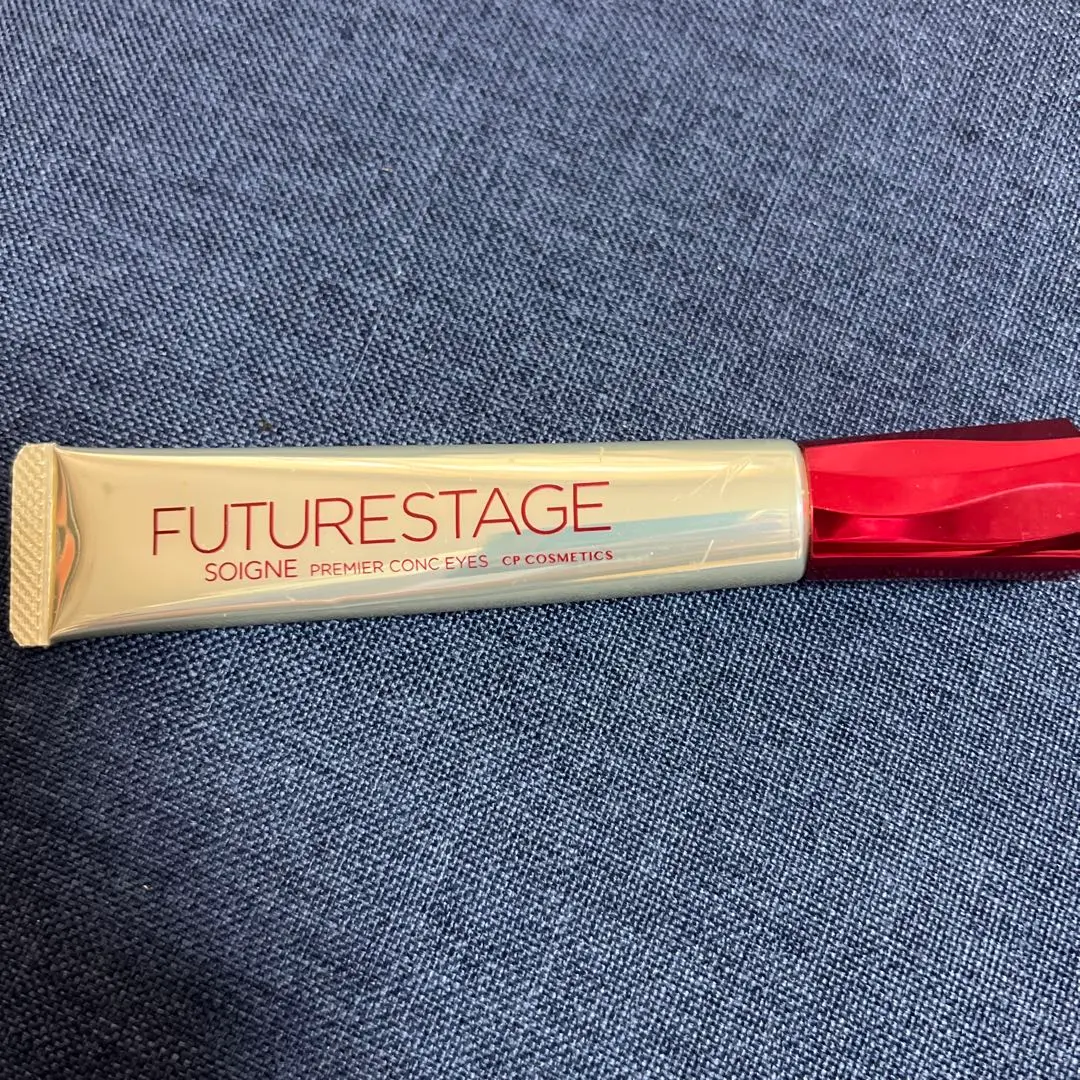 FUTURESTAGE
SOIGNE PREMIER CONC EYES CP COSMETICS